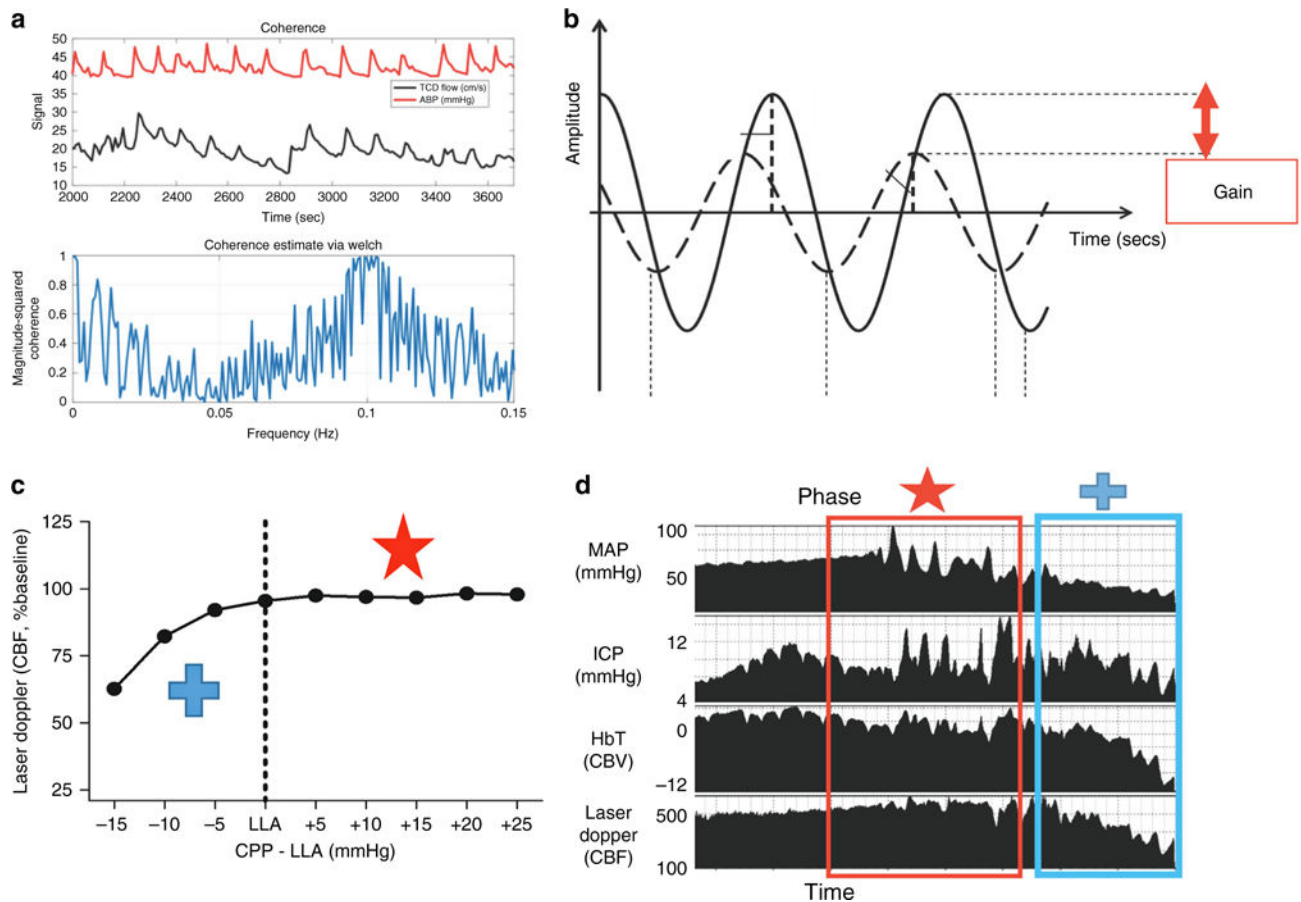 a
Coherence
50
45
40
35
30
25
20
15
10
Signal
TCD flow (cm/s)
ABP (mmHg)
2000 2200 2400 2600 2800 3000 3200 3400 3600
Time (sec)
Coherence estimate via welch
Magnitude-squared
coherence
1
0.8
0.6
0.4
0.2
0
0 0.05 0.1 0.15
Frequency (Hz)
b
Amplitude
Time (secs)
Gain
c
Laser doppler (CBF, %baseline)
125
100
75
50
25
–15 –10 –5 LLA +5 +10 +15 +20 +25
CPP - LLA (mmHg)
d
Phase
MAP
(mmHg)
100
50
ICP
(mmHg)
12
4
HbT
(CBV)
0
–12
Laser
dopper
(CBF)
500
100
Time